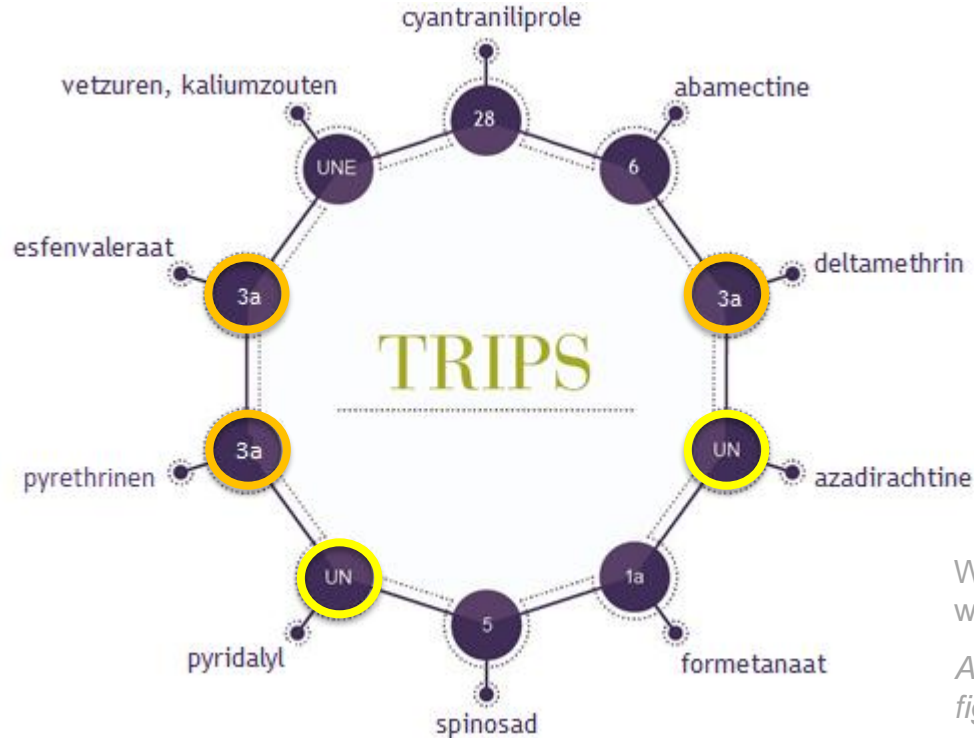 cyantraniliprole
vetzuren, kaliumzouten
abamectine
28
UNE
6
esfenvaleraat
deltamethrin
3a
3a
TRIPS
3a
UN
pyrethrinen
azadirachtine
UN
1a
5
pyridalyl
formetanaat
spinosad